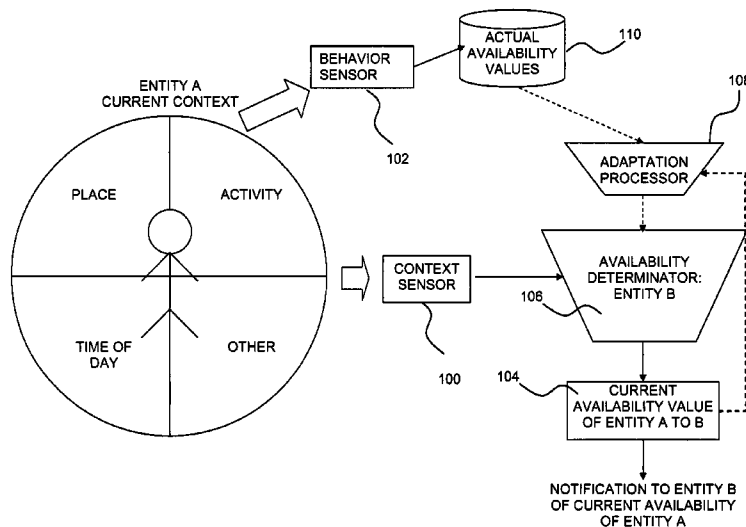 ENTITY A
CURRENT CONTEXT
PLACE
ACTIVITY
TIME OF
DAY
OTHER
BEHAVIOR
SENSOR
102
ACTUAL
AVAILABILITY
VALUES
110
108
ADAPTATION
PROCESSOR
CONTEXT
SENSOR
100
AVAILABILITY
DETERMINATOR:
ENTITY B
106
104
CURRENT
AVAILABILITY VALUE
OF ENTITY A TO B
NOTIFICATION TO ENTITY B
OF CURRENT AVAILABILITY
OF ENTITY A